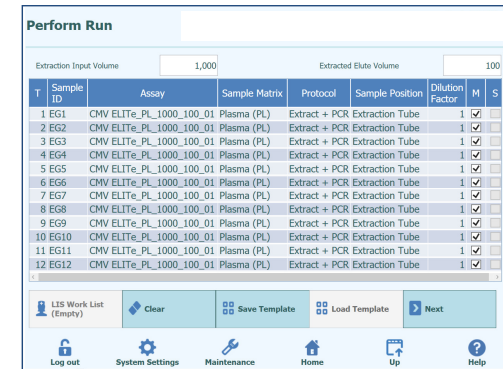 Perform Run
Extraction Input Volume 1,000 Extracted Elute Volume 100
T Sample ID Assay Sample Matrix Protocol Sample Position Dilution Factor M S
1 EG1 CMV ELITe_PL_1000_100_01 Plasma (PL) Extract + PCR Extraction Tube 1
2 EG2 CMV ELITe_PL_1000_100_01 Plasma (PL) Extract + PCR Extraction Tube 1
3 EG3 CMV ELITe_PL_1000_100_01 Plasma (PL) Extract + PCR Extraction Tube 1
4 EG4 CMV ELITe_PL_1000_100_01 Plasma (PL) Extract + PCR Extraction Tube 1
5 EG5 CMV ELITe_PL_1000_100_01 Plasma (PL) Extract + PCR Extraction Tube 1
6 EG6 CMV ELITe_PL_1000_100_01 Plasma (PL) Extract + PCR Extraction Tube 1
7 EG7 CMV ELITe_PL_1000_100_01 Plasma (PL) Extract + PCR Extraction Tube 1
8 EG8 CMV ELITe_PL_1000_100_01 Plasma (PL) Extract + PCR Extraction Tube 1
9 EG9 CMV ELITe_PL_1000_100_01 Plasma (PL) Extract + PCR Extraction Tube 1
10 EG10 CMV ELITe_PL_1000_100_01 Plasma (PL) Extract + PCR Extraction Tube 1
11 EG11 CMV ELITe_PL_1000_100_01 Plasma (PL) Extract + PCR Extraction Tube 1
12 EG12 CMV ELITe_PL_1000_100_01 Plasma (PL) Extract + PCR Extraction Tube 1
LIS Work List (Empty) Clear Save Template Load Template Next
Log out System Settings Maintenance Home Up Help